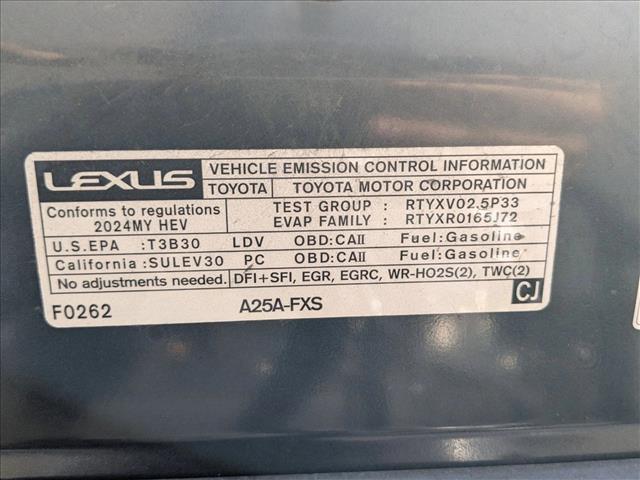 LEXUS VEHICLE EMISSION CONTROL INFORMATION
TOYOTA TOYOTA MOTOR CORPORATION
Conforms to regulations TEST GROUP : RTYXV02.5P33
2024MY HEV EVAP FAMILY : RTYXR0165J72
U.S.EPA :T3B30 LDV OBD:CAII Fuel:Gasoline
California :SULEV30 PC OBD:CAII Fuel:Gasoline
No adjustments needed. DFI+SFI, EGR, EGRC, WR-HO2S(2), TWC(2)
F0262 A25A-FXS CJ